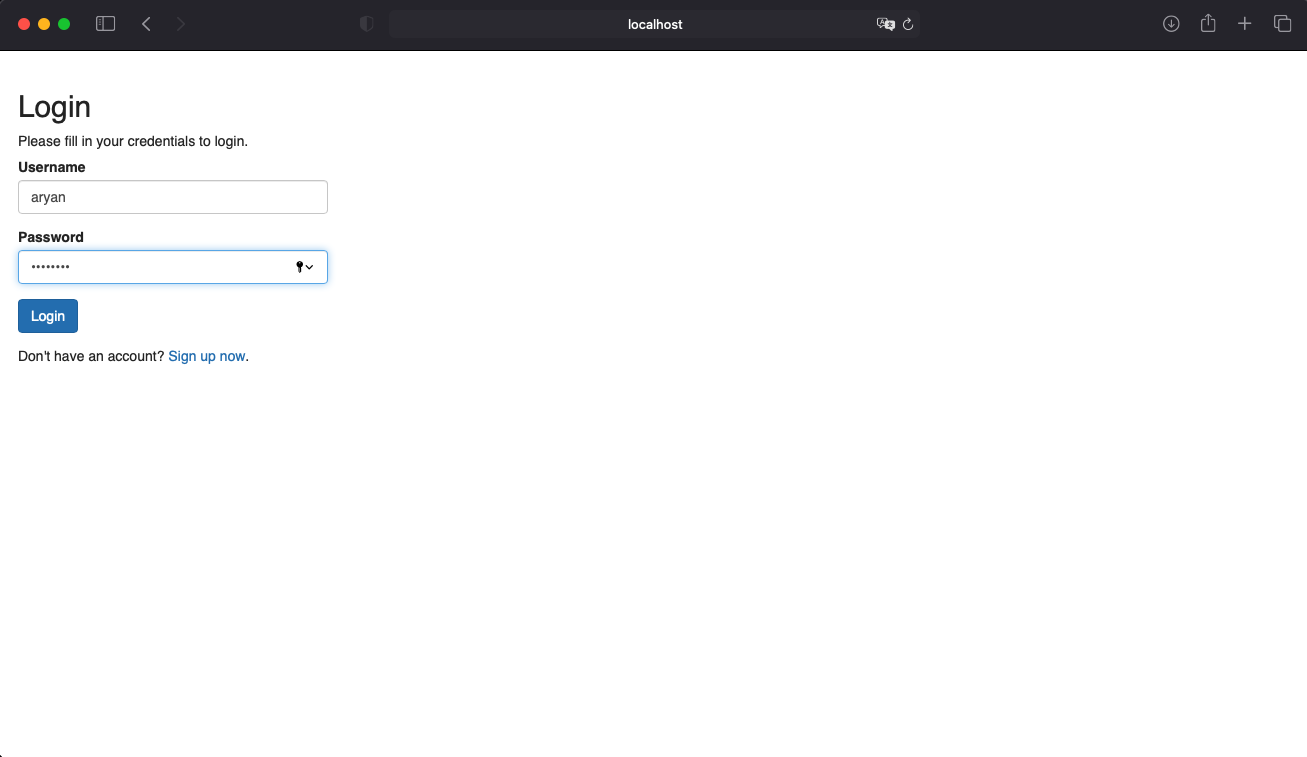 localhost
Login
Please fill in your credentials to login.
Username
aryan
Password
••••••••
Login
Don't have an account? Sign up now.